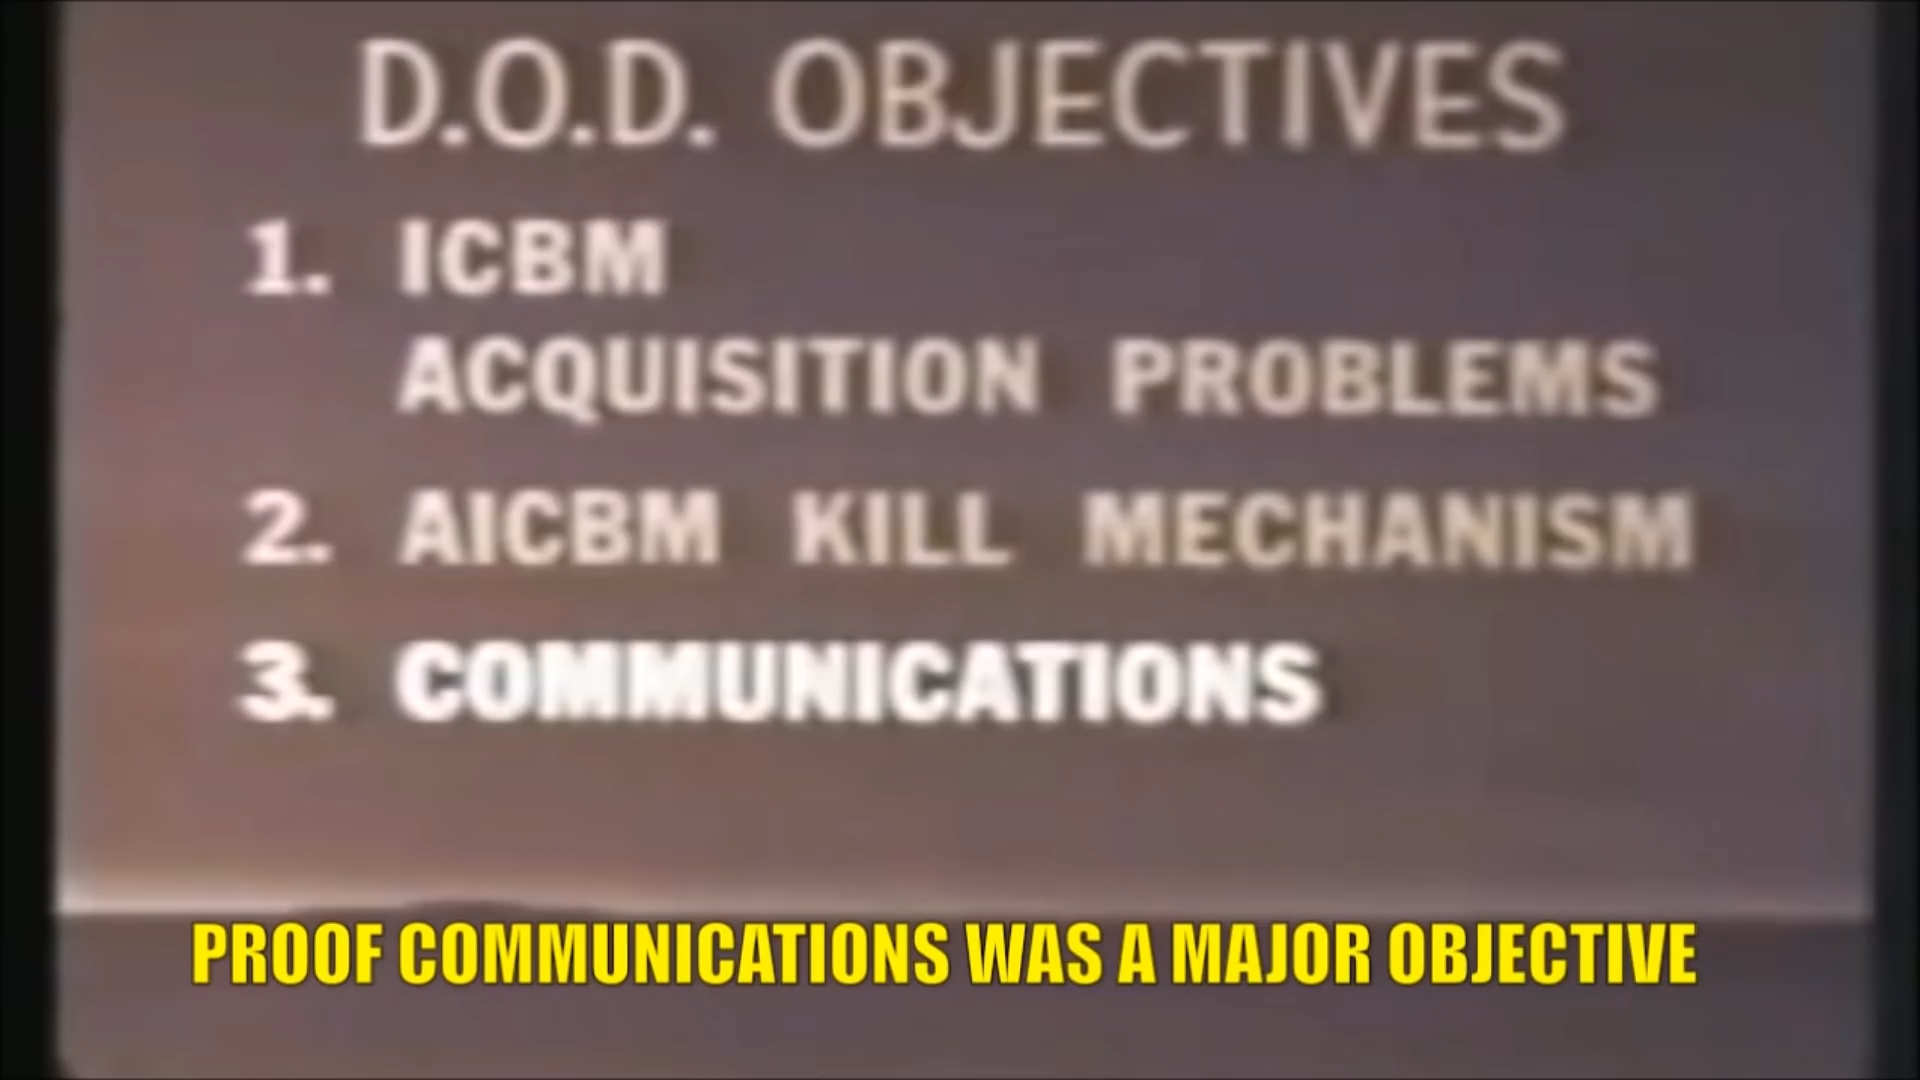 D.O.D. OBJECTIVES
1. ICBM
ACQUISITION PROBLEMS
2. AICBM KILL MECHANISM
3. COMMUNICATIONS
PROOF COMMUNICATIONS WAS A MAJOR OBJECTIVE